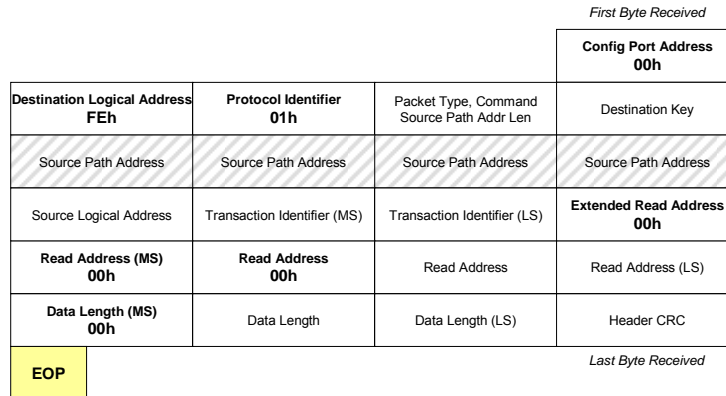 First Byte Received
Config Port Address
00h
Destination Logical Address
FEh
Protocol Identifier
01h
Packet Type, Command
Source Path Addr Len
Destination Key
Source Path Address
Source Path Address
Source Path Address
Source Path Address
Source Logical Address
Transaction Identifier (MS)
Transaction Identifier (LS)
Extended Read Address
00h
Read Address (MS)
00h
Read Address
00h
Read Address
Read Address (LS)
Data Length (MS)
00h
Data Length
Data Length (LS)
Header CRC
EOP
Last Byte Received